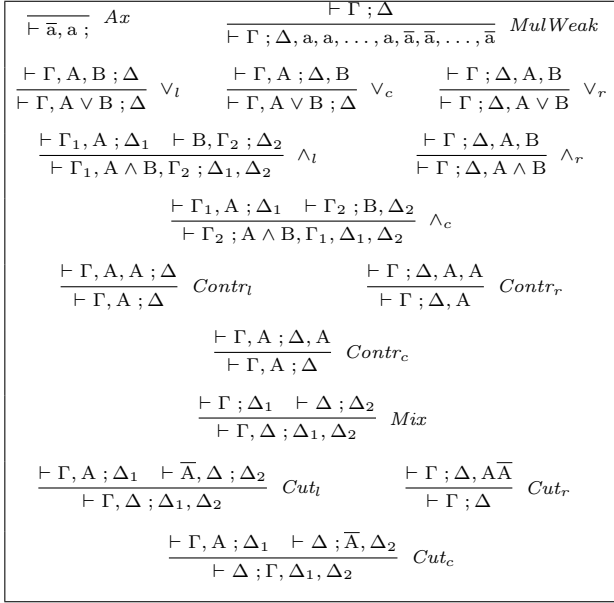 ⊢ a̅, a ;   Ax   ⊢ Γ ; Δ
⊢ Γ ; Δ, a, a, . . . , a, a̅, a̅, . . . , a̅   MulWeak
⊢ Γ, A, B ; Δ   ⊢ Γ, A ; Δ, B   ⊢ Γ ; Δ, A, B
⊢ Γ, A ∨ B ; Δ   ∨l   ⊢ Γ, A ∨ B ; Δ   ∨c   ⊢ Γ ; Δ, A ∨ B   ∨r
⊢ Γ1, A ; Δ1   ⊢ B, Γ2 ; Δ2   ⊢ Γ ; Δ, A, B
⊢ Γ1, A ∧ B, Γ2 ; Δ1, Δ2   ∧l   ⊢ Γ ; Δ, A ∧ B   ∧r
⊢ Γ1, A ; Δ1   ⊢ Γ2 ; B, Δ2
⊢ Γ2 ; A ∧ B, Γ1, Δ1, Δ2   ∧c
⊢ Γ, A, A ; Δ   ⊢ Γ ; Δ, A, A
⊢ Γ, A ; Δ   Contrl   ⊢ Γ ; Δ, A   Contrr
⊢ Γ, A ; Δ, A
⊢ Γ, A ; Δ   Contrc
⊢ Γ ; Δ1   ⊢ Δ ; Δ2
⊢ Γ, Δ ; Δ1, Δ2   Mix
⊢ Γ, A ; Δ1   ⊢ A̅, Δ ; Δ2   ⊢ Γ ; Δ, AA̅
⊢ Γ, Δ ; Δ1, Δ2   Cutl   ⊢ Γ ; Δ   Cutr
⊢ Γ, A ; Δ1   ⊢ Δ ; A̅, Δ2
⊢ Δ ; Γ, Δ1, Δ2   Cutc